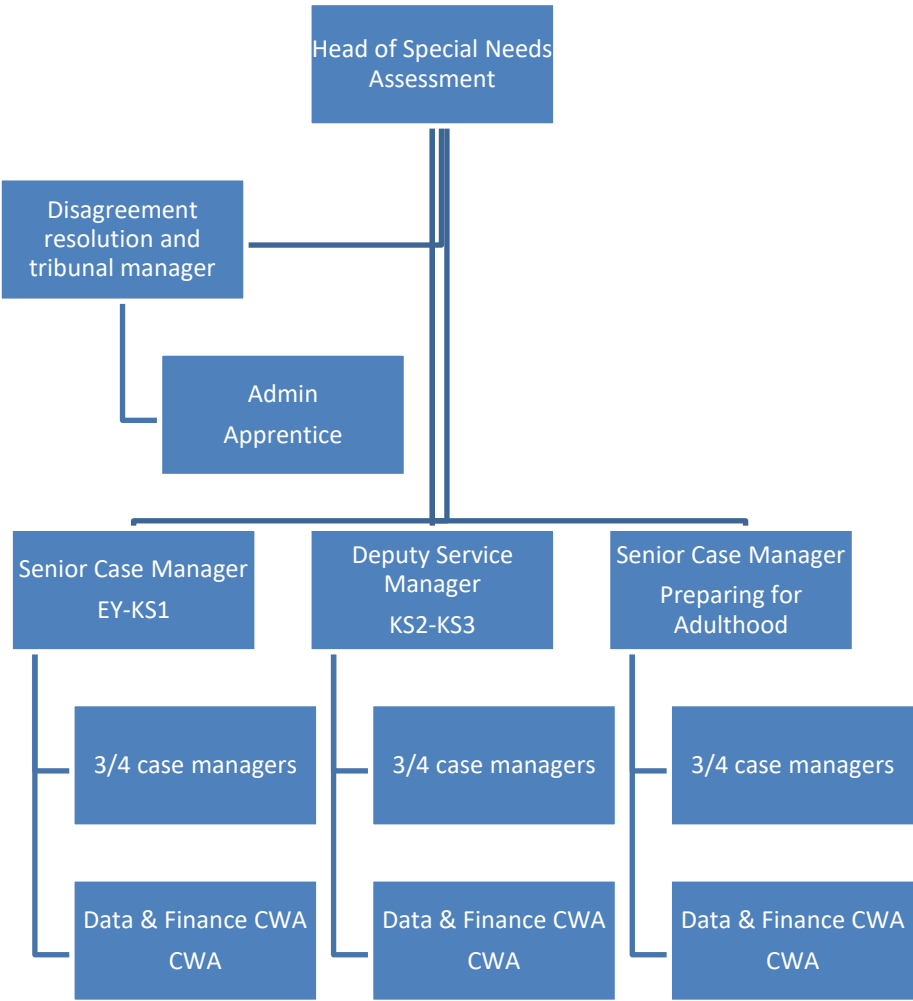 Head of Special Needs
Assessment
Disagreement
resolution and
tribunal manager
Admin
Apprentice
Senior Case Manager
EY-KS1
Deputy Service
Manager
KS2-KS3
Senior Case Manager
Preparing for
Adulthood
3/4 case managers
3/4 case managers
3/4 case managers
Data & Finance CWA
CWA
Data & Finance CWA
CWA
Data & Finance CWA
CWA